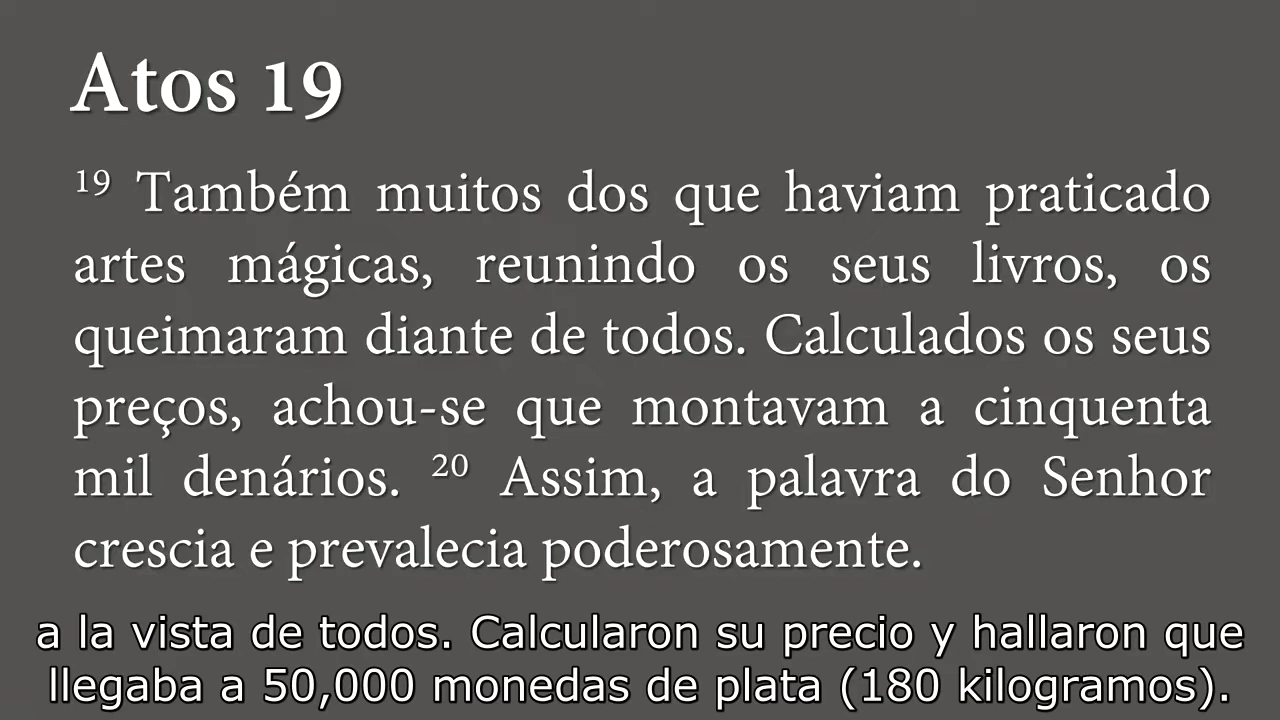 Atos 19
19 Também muitos dos que haviam praticado
artes mágicas, reunindo os seus livros, os
queimaram diante de todos. Calculados os seus
preços, achou-se que montavam a cinquenta
mil denários. 20 Assim, a palavra do Senhor
crescia e prevalecia poderosamente.
a la vista de todos. Calcularon su precio y hallaron que
llegaba a 50,000 monedas de plata (180 kilogramos).